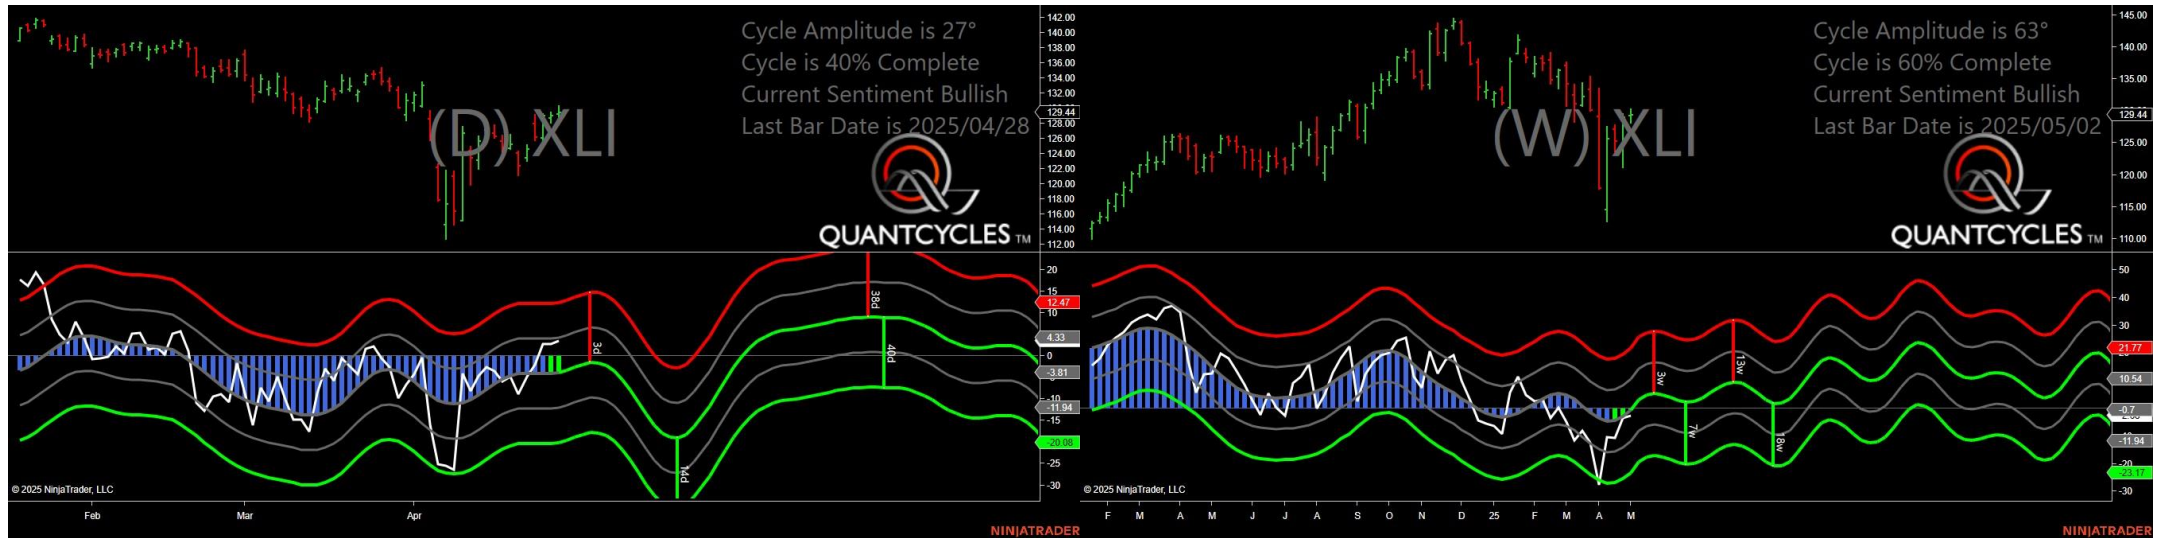 Cycle Amplitude is 27°
Cycle is 40% Complete
Current Sentiment Bullish
Last Bar Date is 2025/04/28
(D) XLI
QUANTCYCLES TM
142.00
140.00
138.00
136.00
134.00
132.00
129.44
128.00
126.00
124.00
122.00
120.00
118.00
116.00
114.00
112.00
20
15
12.47
10
4.33
0
-3.81
-10
-11.94
-15
-20.08
-25
-30
3d
14d
38d
40d
© 2025 NinjaTrader, LLC
Feb Mar Apr
NINJATRADER
Cycle Amplitude is 63°
Cycle is 60% Complete
Current Sentiment Bullish
Last Bar Date is 2025/05/02
(W) XLI
QUANTCYCLES TM
145.00
140.00
135.00
129.44
125.00
120.00
115.00
110.00
50
40
30
21.77
10.54
-0.7
-11.94
-20
-23.17
-30
3w
7w
13w
18w
© 2025 NinjaTrader, LLC
F M A M J J A S O N D 25 F M A M
NINJATRADER